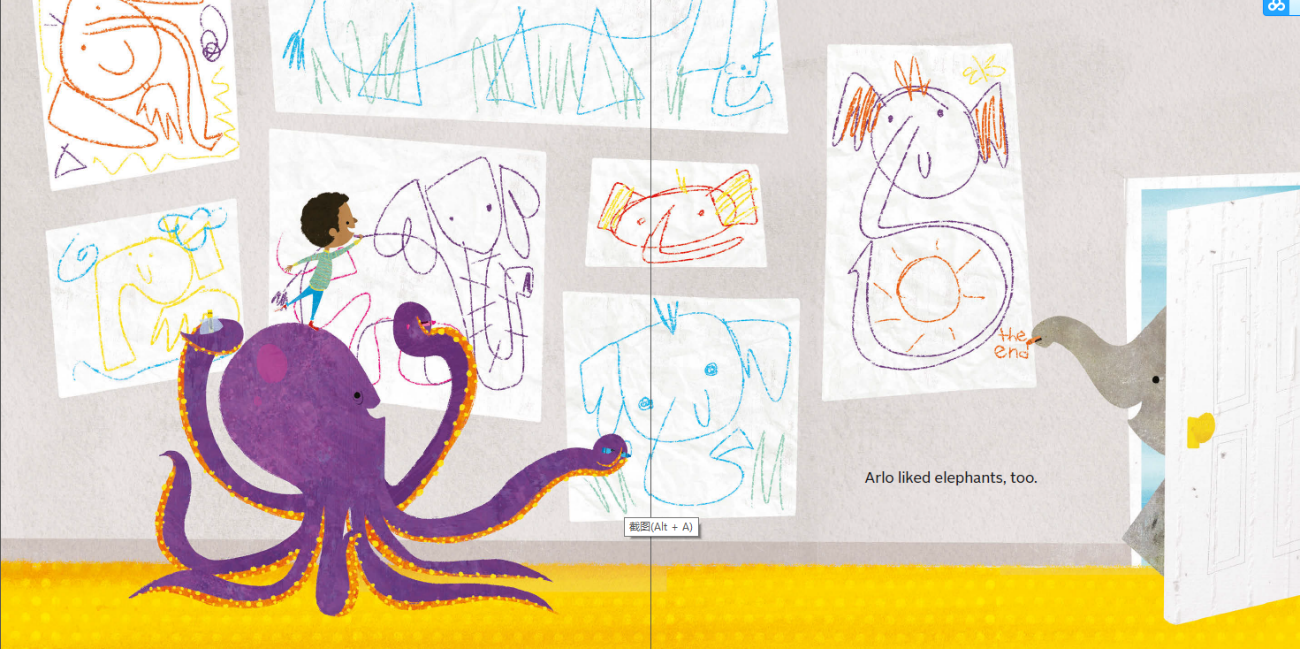 the
end
Arlo liked elephants, too.
截图(Alt + A)